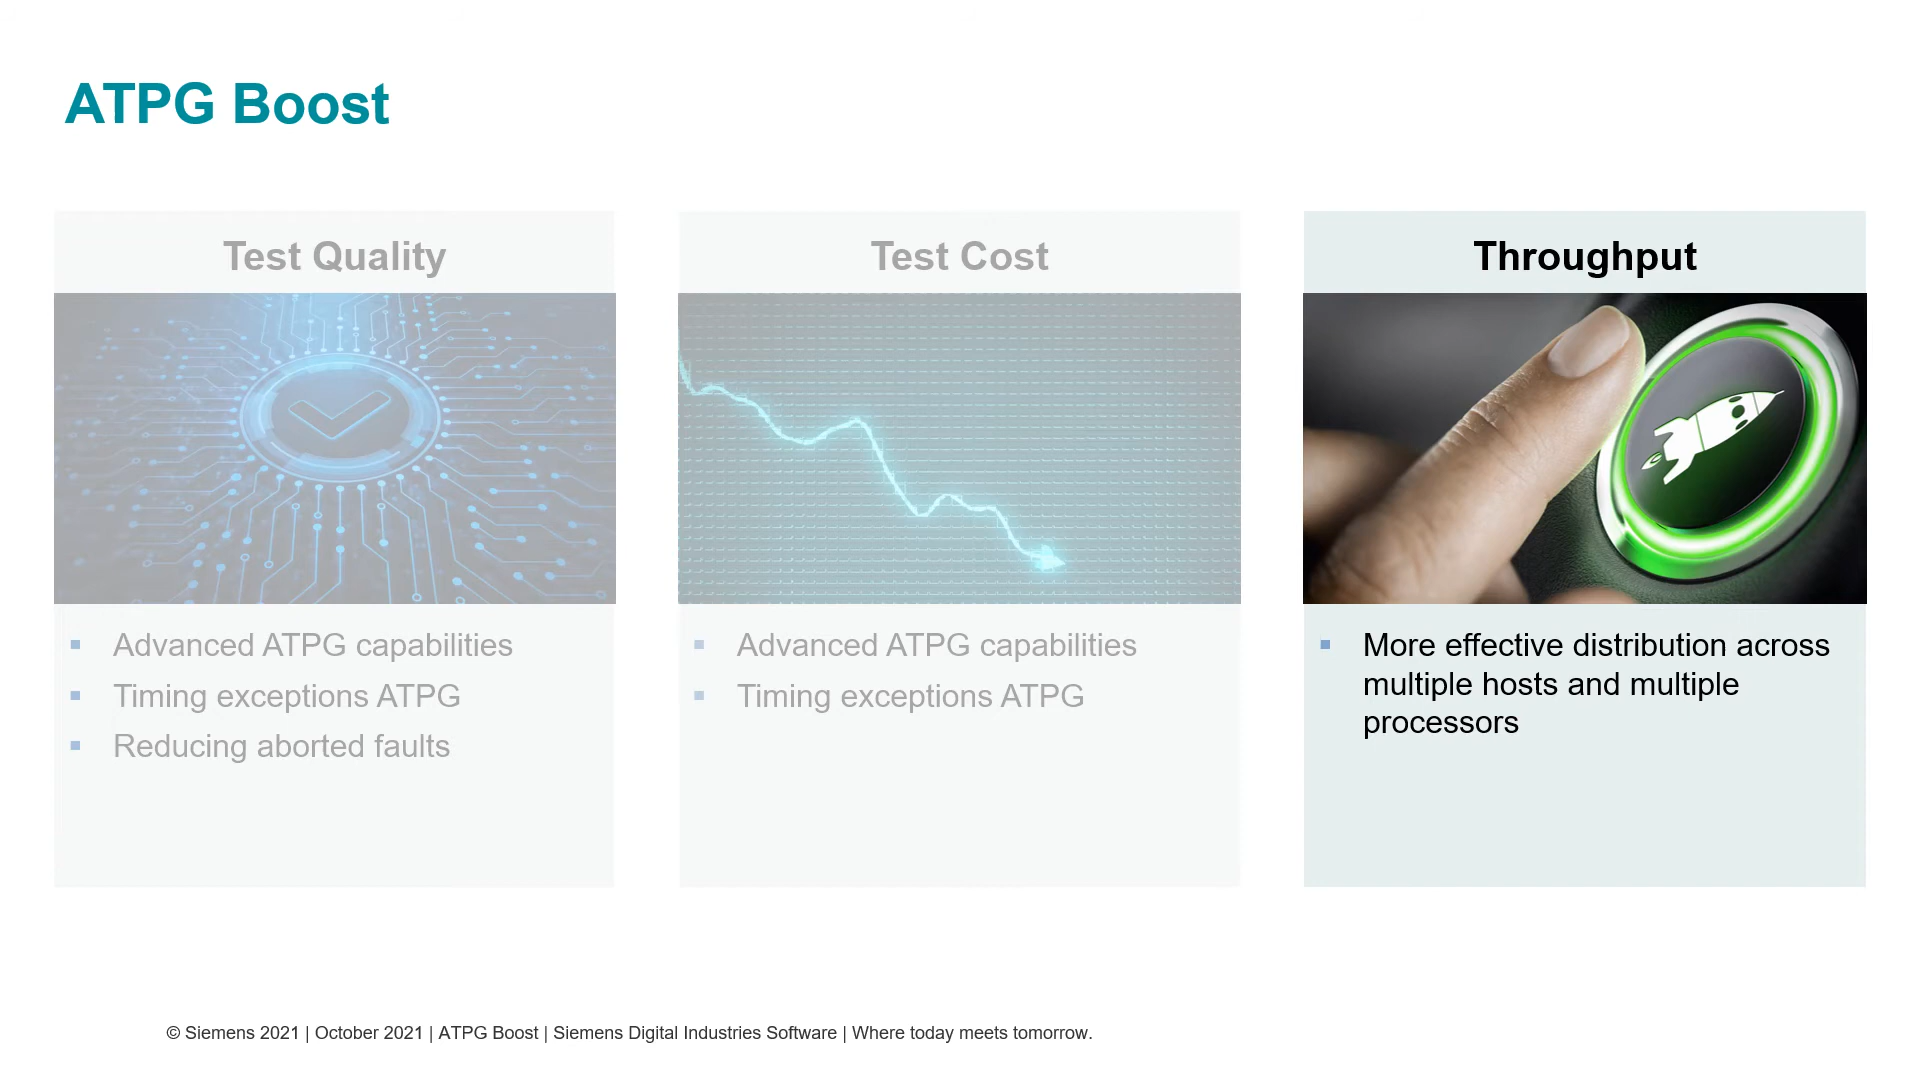 ATPG Boost
Test Quality
Advanced ATPG capabilities
Timing exceptions ATPG
Reducing aborted faults
Test Cost
Advanced ATPG capabilities
Timing exceptions ATPG
Throughput
More effective distribution across
multiple hosts and multiple
processors
© Siemens 2021 | October 2021 | ATPG Boost | Siemens Digital Industries Software | Where today meets tomorrow.